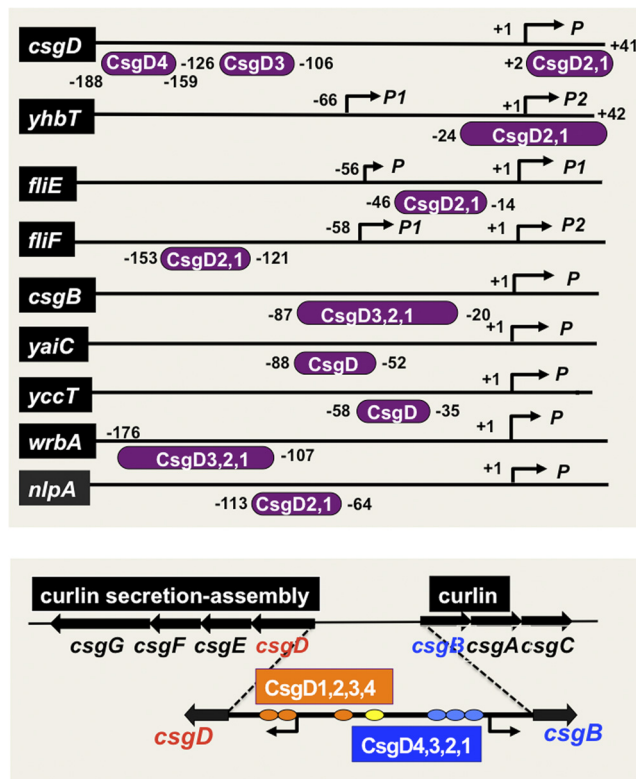 +1 P
csgD +41
CsgD4 -126 CsgD3 -106 +2 CsgD2,1
-188 -159
-66 P1 +1 P2
yhbT +42
-24 CsgD2,1
-56 P +1 P1
fliE
-46 CsgD2,1 -14
-58 P1 +1 P2
fliF
-153 CsgD2,1 -121
+1 P
csgB
-87 CsgD3,2,1 -20
+1 P
yaiC
-88 CsgD -52
+1 P
yccT
-58 CsgD -35
-176 +1 P
wrbA
CsgD3,2,1 -107
+1 P
nlpA
-113 CsgD2,1 -64
curlin secretion-assembly curlin
csgG csgF csgE csgD csgB csgA csgC
CsgD1,2,3,4
csgD CsgD4,3,2,1 csgB